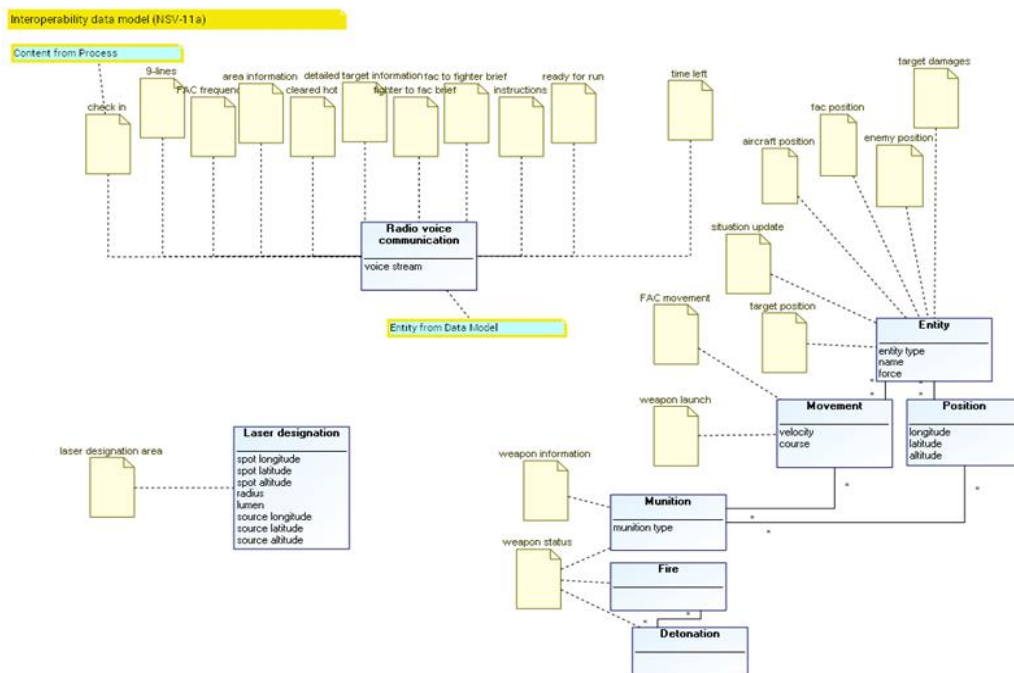 Interoperability data model (NSV-11a)
Content from Process
9-lines
area information
detailed target information
fac to fighter brief
ready for run
time left
target damages
check in
FAC frequenc
cleared hot
fighter to fac brief
instructions
fac position
aircraft position
enemy position
Radio voice
communication
voice stream
situation update
FAC movement
target position
Entity from Data Model
Entity
entity type
name
force
*
*
*
*
weapon launch
Movement
velocity
course
Position
longitude
latitude
altitude
laser designation area
Laser designation
spot longitude
spot latitude
spot altitude
radius
lumen
source longitude
source latitude
source altitude
weapon information
Munition
munition type
*
*
*
*
weapon status
Fire
*
*
Detonation